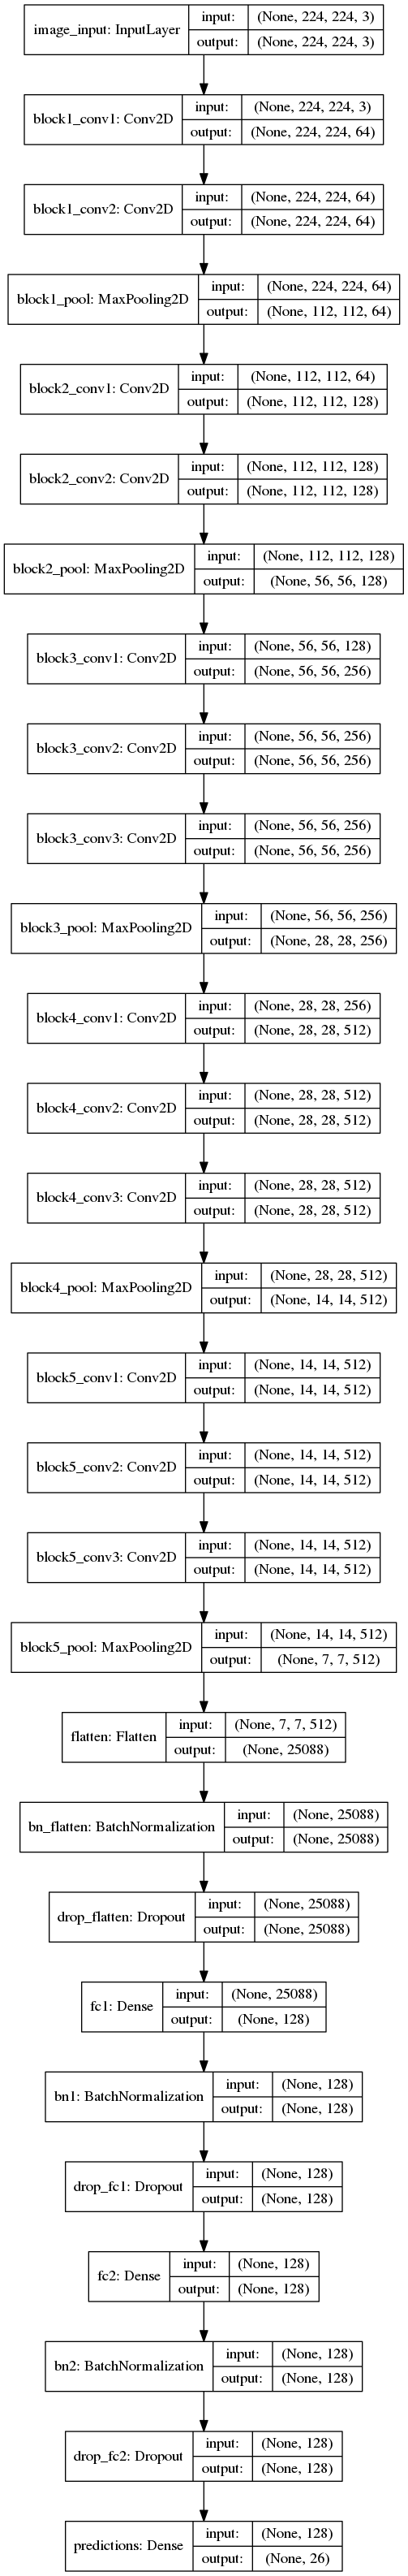 image_input: InputLayer
input: (None, 224, 224, 3)
output: (None, 224, 224, 3)
block1_conv1: Conv2D
input: (None, 224, 224, 3)
output: (None, 224, 224, 64)
block1_conv2: Conv2D
input: (None, 224, 224, 64)
output: (None, 224, 224, 64)
block1_pool: MaxPooling2D
input: (None, 224, 224, 64)
output: (None, 112, 112, 64)
block2_conv1: Conv2D
input: (None, 112, 112, 64)
output: (None, 112, 112, 128)
block2_conv2: Conv2D
input: (None, 112, 112, 128)
output: (None, 112, 112, 128)
block2_pool: MaxPooling2D
input: (None, 112, 112, 128)
output: (None, 56, 56, 128)
block3_conv1: Conv2D
input: (None, 56, 56, 128)
output: (None, 56, 56, 256)
block3_conv2: Conv2D
input: (None, 56, 56, 256)
output: (None, 56, 56, 256)
block3_conv3: Conv2D
input: (None, 56, 56, 256)
output: (None, 56, 56, 256)
block3_pool: MaxPooling2D
input: (None, 56, 56, 256)
output: (None, 28, 28, 256)
block4_conv1: Conv2D
input: (None, 28, 28, 256)
output: (None, 28, 28, 512)
block4_conv2: Conv2D
input: (None, 28, 28, 512)
output: (None, 28, 28, 512)
block4_conv3: Conv2D
input: (None, 28, 28, 512)
output: (None, 28, 28, 512)
block4_pool: MaxPooling2D
input: (None, 28, 28, 512)
output: (None, 14, 14, 512)
block5_conv1: Conv2D
input: (None, 14, 14, 512)
output: (None, 14, 14, 512)
block5_conv2: Conv2D
input: (None, 14, 14, 512)
output: (None, 14, 14, 512)
block5_conv3: Conv2D
input: (None, 14, 14, 512)
output: (None, 14, 14, 512)
block5_pool: MaxPooling2D
input: (None, 14, 14, 512)
output: (None, 7, 7, 512)
flatten: Flatten
input: (None, 7, 7, 512)
output: (None, 25088)
bn_flatten: BatchNormalization
input: (None, 25088)
output: (None, 25088)
drop_flatten: Dropout
input: (None, 25088)
output: (None, 25088)
fc1: Dense
input: (None, 25088)
output: (None, 128)
bn1: BatchNormalization
input: (None, 128)
output: (None, 128)
drop_fc1: Dropout
input: (None, 128)
output: (None, 128)
fc2: Dense
input: (None, 128)
output: (None, 128)
bn2: BatchNormalization
input: (None, 128)
output: (None, 128)
drop_fc2: Dropout
input: (None, 128)
output: (None, 128)
predictions: Dense
input: (None, 128)
output: (None, 26)